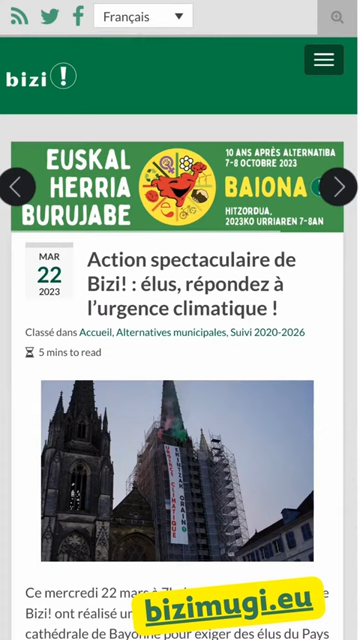 Français
bizi !
EUSKAL
HERRIA
BURUJABE
10 ANS APRÈS ALTERNATIBA
7-8 OCTOBRE 2023
BAIONA
HITZORDUA,
2023KO URRIAREN 7-8AN
MAR
22
2023
Action spectaculaire de
Bizi! : élus, répondez à
l’urgence climatique !
Classé dans Accueil, Alternatives municipales, Suivi 2020-2026
5 mins to read
URGENCE CLIMATIQUE
Ce mercredi 22 mars à
Bizi! ont réalisé
bizimugi.eu
cathédrale de Bayonne pour exiger des élus du Pays